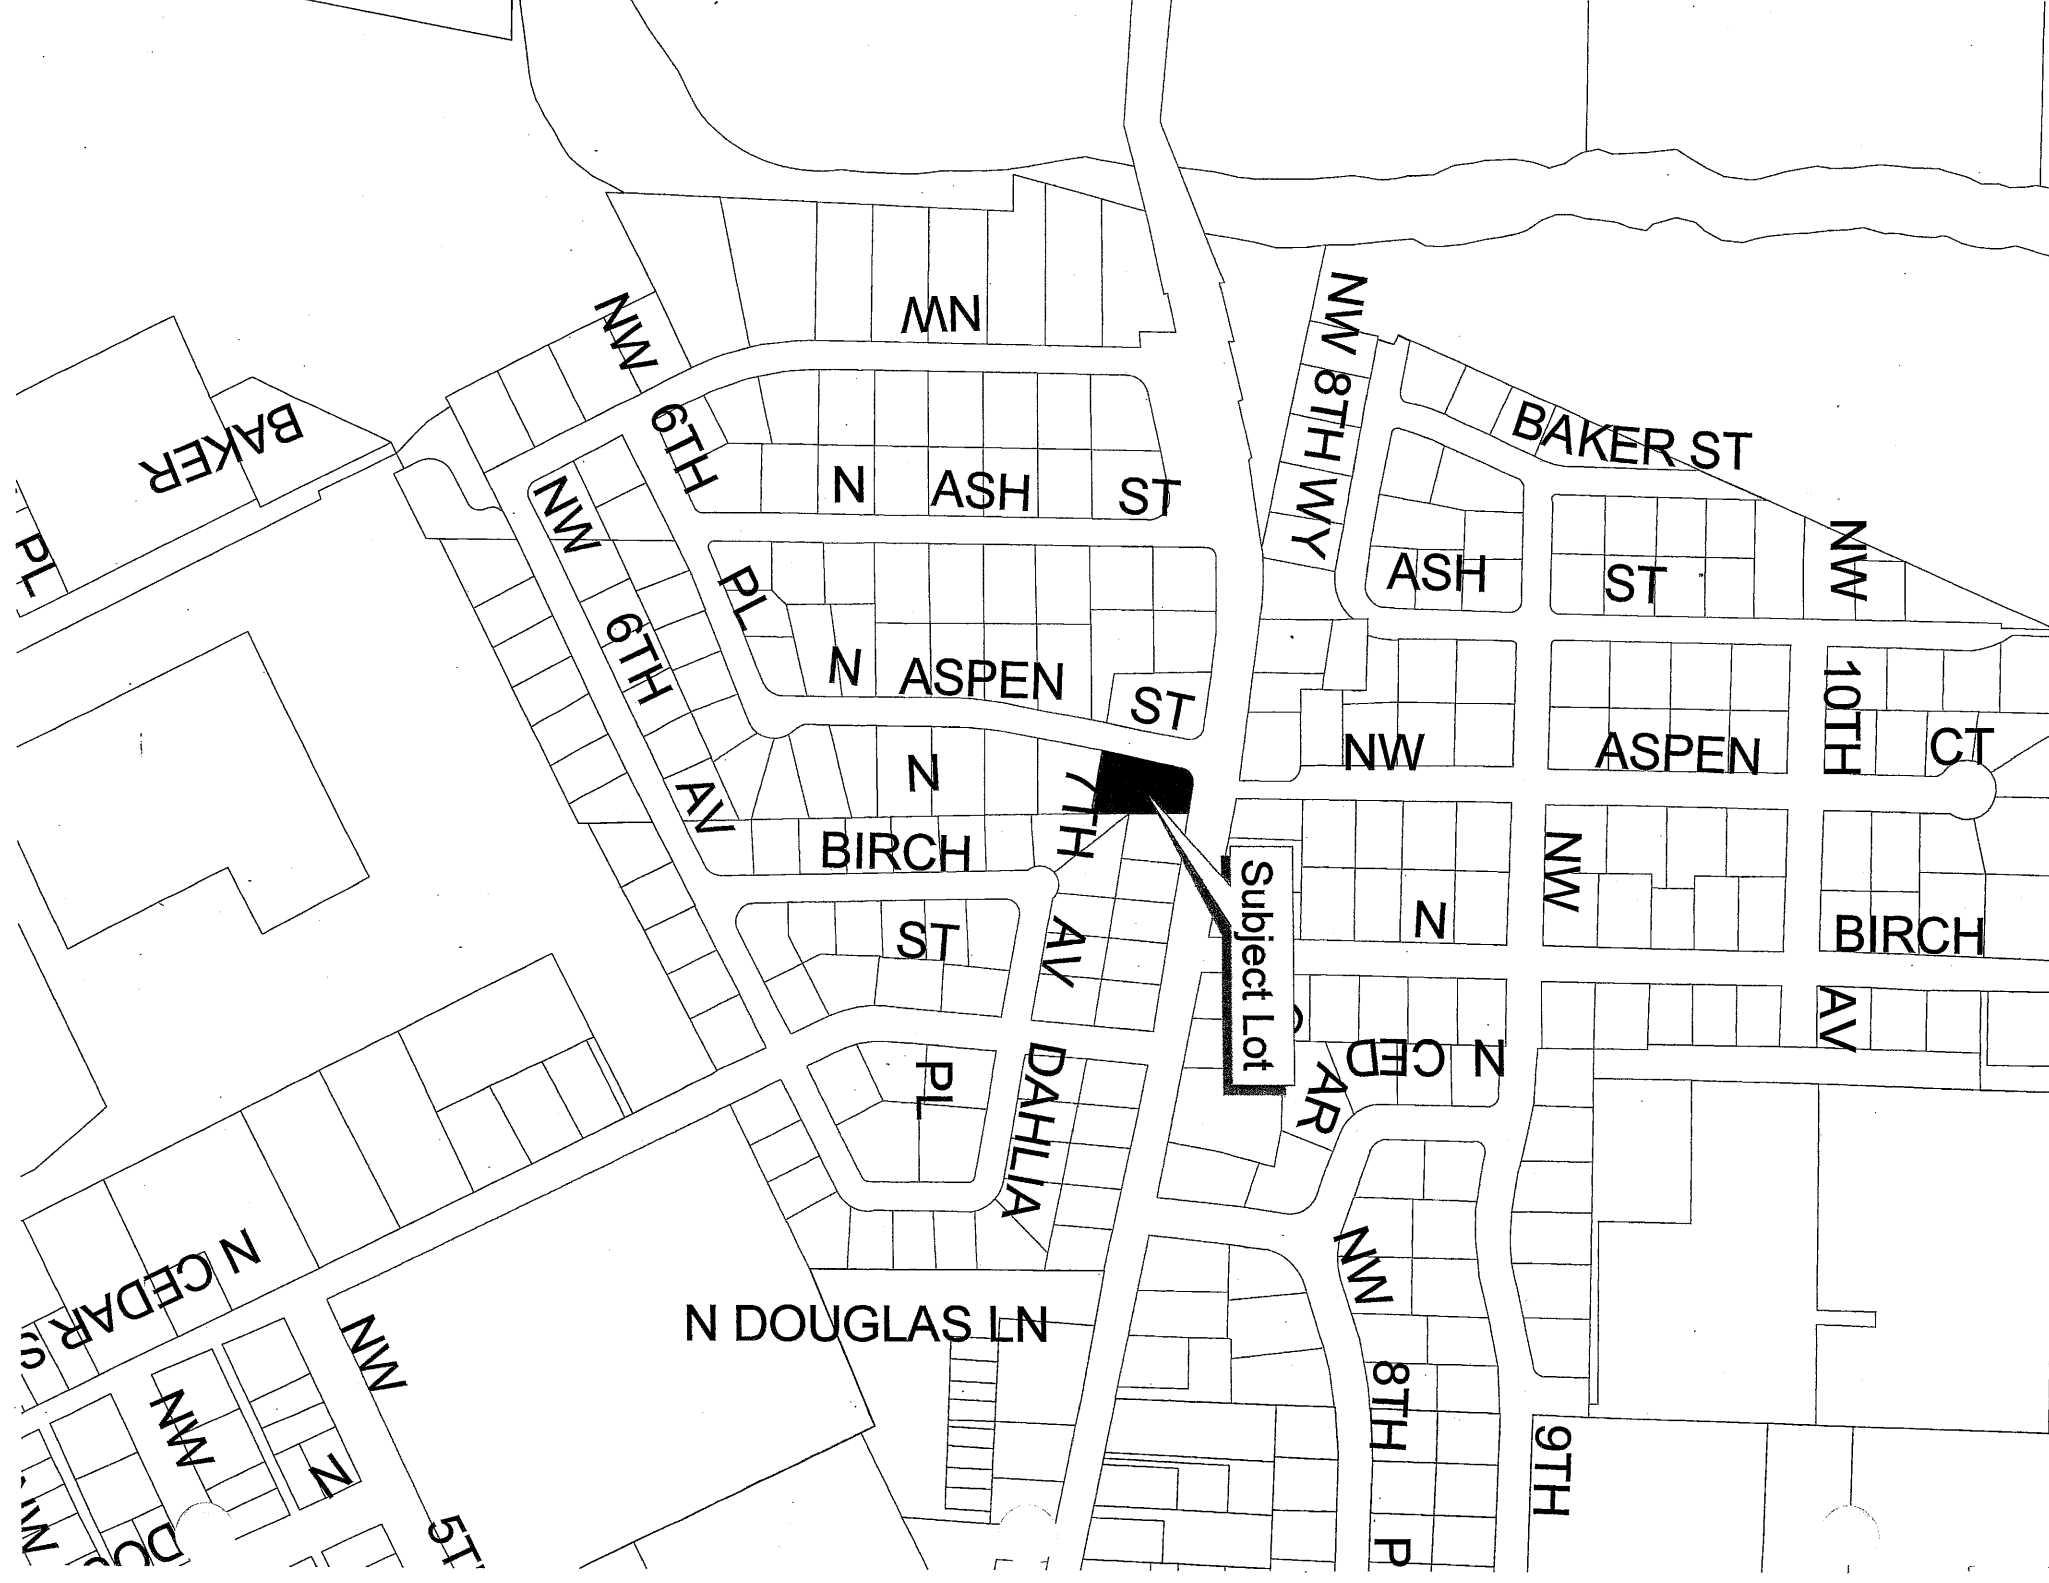 NW
NW
NW 8TH WY
BAKER
6TH
BAKER ST
N ASH ST
NW
PL
PL
ASH ST
NW
6TH
N ASPEN ST
10TH
AV
N
7TH
NW ASPEN
CT
BIRCH
NW
Subject Lot
ST
AV
N
BIRCH
AV
PL
DAHLIA
N CED
AR
N CEDAR
NW
NW
N DOUGLAS LN
NW
8TH
9TH
N
5T
P